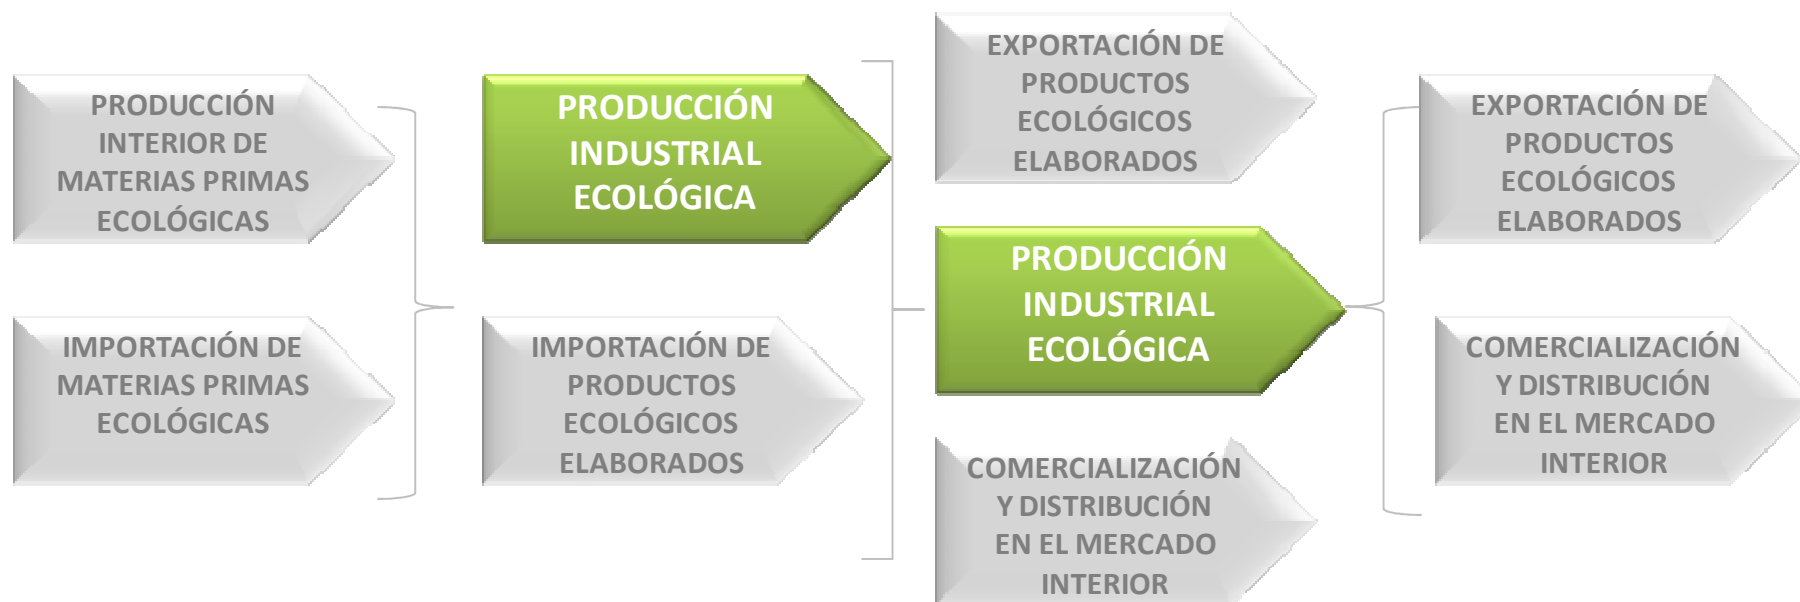 PRODUCCIÓN
INTERIOR DE
MATERIAS PRIMAS
ECOLÓGICAS
IMPORTACIÓN DE
MATERIAS PRIMAS
ECOLÓGICAS
PRODUCCIÓN
INDUSTRIAL
ECOLÓGICA
IMPORTACIÓN DE
PRODUCTOS
ECOLÓGICOS
ELABORADOS
EXPORTACIÓN DE
PRODUCTOS
ECOLÓGICOS
ELABORADOS
PRODUCCIÓN
INDUSTRIAL
ECOLÓGICA
COMERCIALIZACIÓN
Y DISTRIBUCIÓN
EN EL MERCADO
INTERIOR
EXPORTACIÓN DE
PRODUCTOS
ECOLÓGICOS
ELABORADOS
COMERCIALIZACIÓN
Y DISTRIBUCIÓN
EN EL MERCADO
INTERIOR